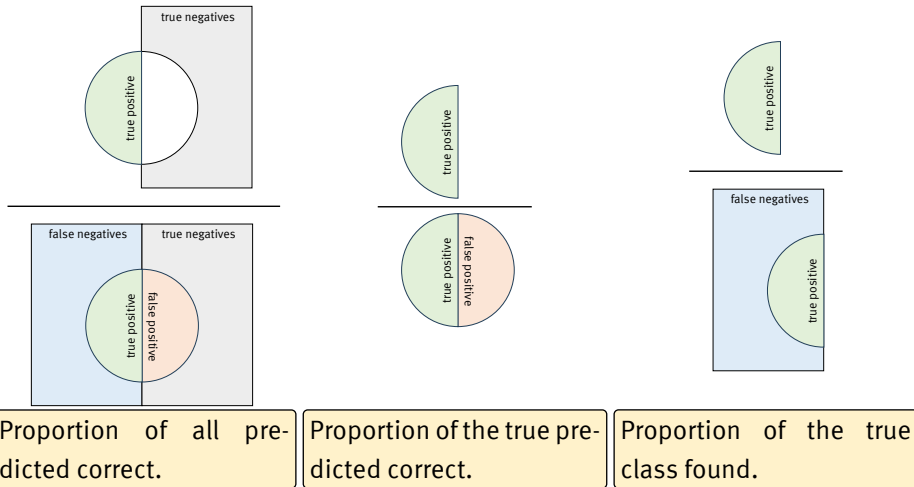 true negatives
true positive
false negatives
true negatives
true positive
false positive
Proportion of all pre-
dicted correct.
true positive
true positive
false positive
Proportion of the true pre-
dicted correct.
true positive
false negatives
true positive
Proportion of the true
class found.